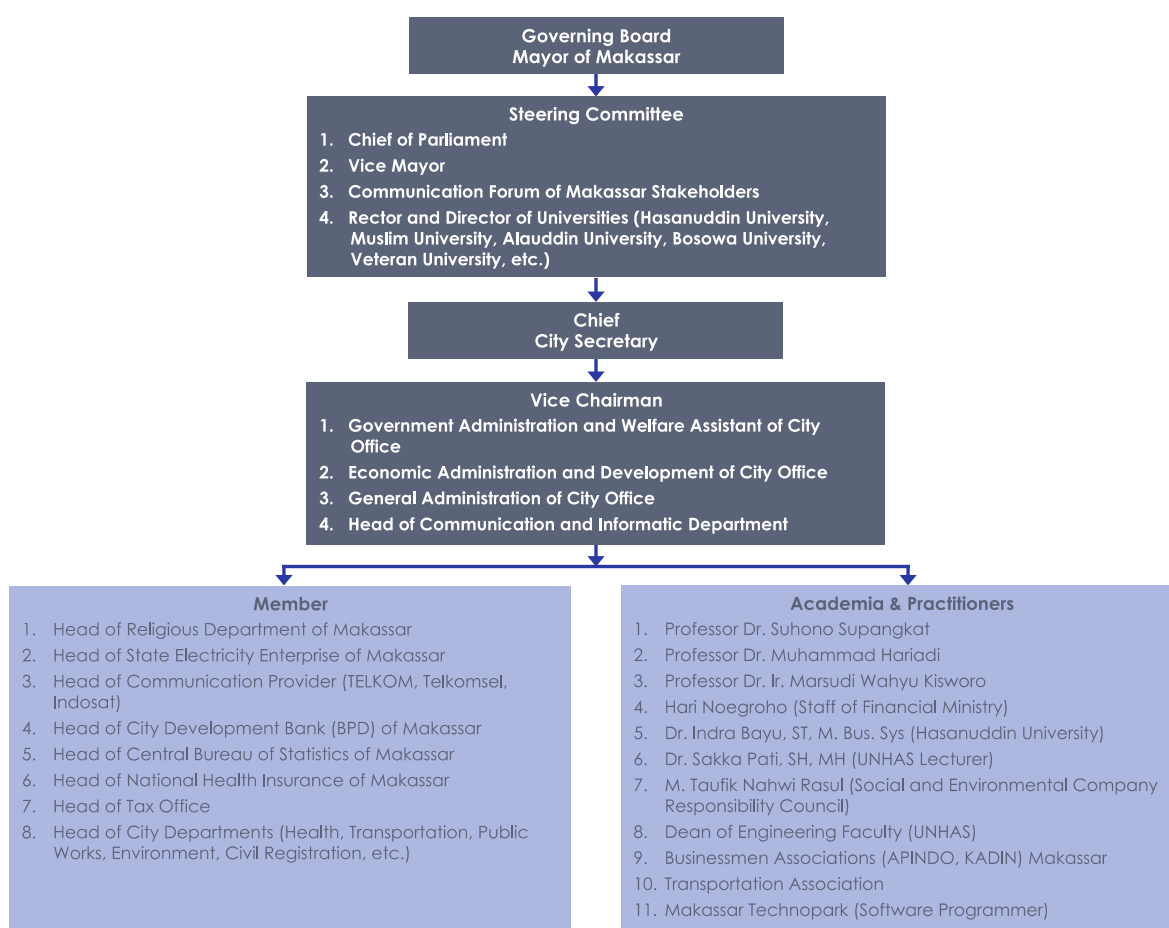 Governing Board
Mayor of Makassar
Steering Committee
1. Chief of Parliament
2. Vice Mayor
3. Communication Forum of Makassar Stakeholders
4. Rector and Director of Universities (Hasanuddin University,
Muslim University, Alauddin University, Bosowa University,
Veteran University, etc.)
Chief
City Secretary
Vice Chairman
1. Government Administration and Welfare Assistant of City
Office
2. Economic Administration and Development of City Office
3. General Administration of City Office
4. Head of Communication and Informatic Department
Member
1. Head of Religious Department of Makassar
2. Head of State Electricity Enterprise of Makassar
3. Head of Communication Provider (TELKOM, Telkomsel,
Indosat)
4. Head of City Development Bank (BPD) of Makassar
5. Head of Central Bureau of Statistics of Makassar
6. Head of National Health Insurance of Makassar
7. Head of Tax Office
8. Head of City Departments (Health, Transportation, Public
Works, Environment, Civil Registration, etc.)
Academia & Practitioners
1. Professor Dr. Suhono Supangkat
2. Professor Dr. Muhammad Hariadi
3. Professor Dr. Ir. Marsudi Wahyu Kisworo
4. Hari Noegroho (Staff of Financial Ministry)
5. Dr. Indra Bayu, ST, M. Bus. Sys (Hasanuddin University)
6. Dr. Sakka Pati, SH, MH (UNHAS Lecturer)
7. M. Taufik Nahwi Rasul (Social and Environmental Company
Responsibility Council)
8. Dean of Engineering Faculty (UNHAS)
9. Businessmen Associations (APINDO, KADIN) Makassar
10. Transportation Association
11. Makassar Technopark (Software Programmer)